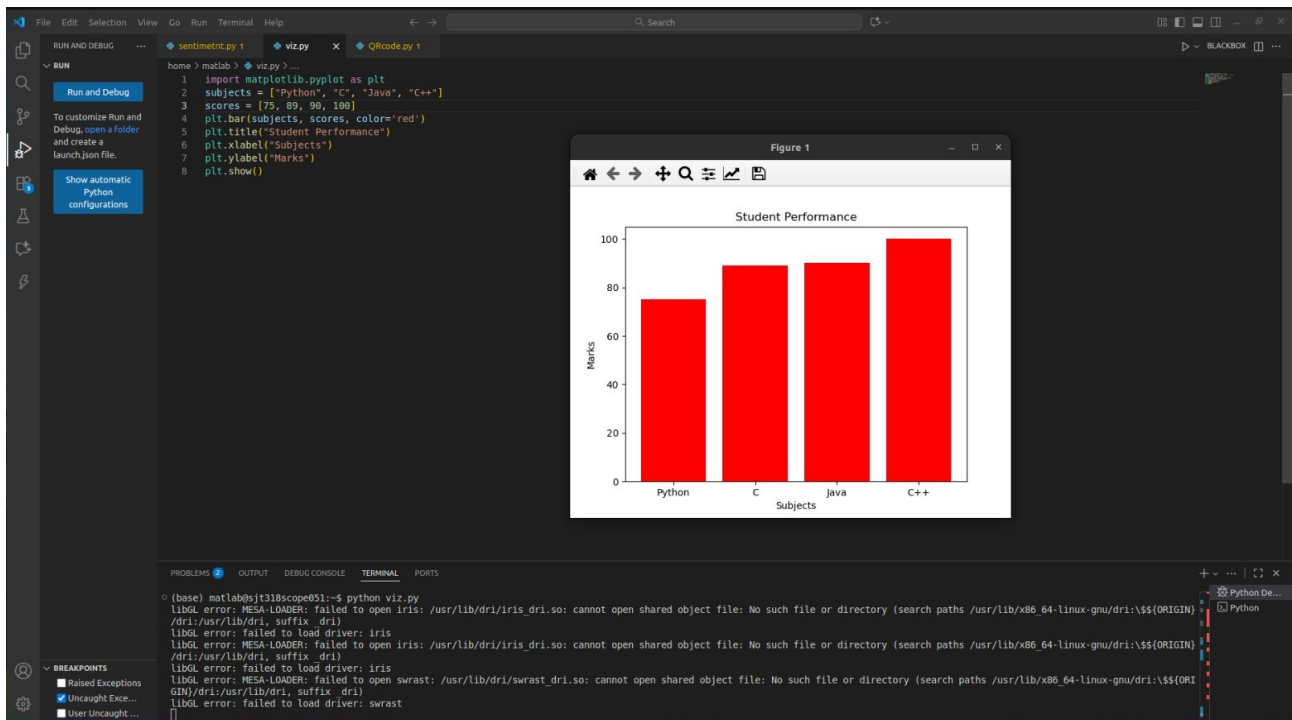 File Edit Selection View Go Run Terminal Help
Search
RUN AND DEBUG
RUN
Run and Debug
To customize Run and
Debug, open a folder
and create a
launch.json file.
Show automatic
Python
configurations
sentimetnt.py 1
viz.py
QRcode.py 1
BLACKBOX
home > matlab > viz.py > ...
1 import matplotlib.pyplot as plt
2 subjects = ["Python", "C", "Java", "C++"]
3 scores = [75, 89, 90, 100]
4 plt.bar(subjects, scores, color='red')
5 plt.title("Student Performance")
6 plt.xlabel("Subjects")
7 plt.ylabel("Marks")
8 plt.show()
Figure 1
Student Performance
100
80
60
40
20
0
Marks
Python C Java C++
Subjects
PROBLEMS 2 OUTPUT DEBUG CONSOLE TERMINAL PORTS
(base) matlab@sjt318scope051:~$ python viz.py
libGL error: MESA-LOADER: failed to open iris: /usr/lib/dri/iris_dri.so: cannot open shared object file: No such file or directory (search paths /usr/lib/x86_64-linux-gnu/dri:\$${ORIGIN}
/dri:/usr/lib/dri, suffix _dri)
libGL error: failed to load driver: iris
libGL error: MESA-LOADER: failed to open iris: /usr/lib/dri/iris_dri.so: cannot open shared object file: No such file or directory (search paths /usr/lib/x86_64-linux-gnu/dri:\$${ORIGIN}
/dri:/usr/lib/dri, suffix _dri)
libGL error: failed to load driver: iris
libGL error: MESA-LOADER: failed to open swrast: /usr/lib/dri/swrast_dri.so: cannot open shared object file: No such file or directory (search paths /usr/lib/x86_64-linux-gnu/dri:\$${ORI
GIN}/dri:/usr/lib/dri, suffix _dri)
libGL error: failed to load driver: swrast
Python De...
Python
BREAKPOINTS
Raised Exceptions
Uncaught Exce...
User Uncaught ...